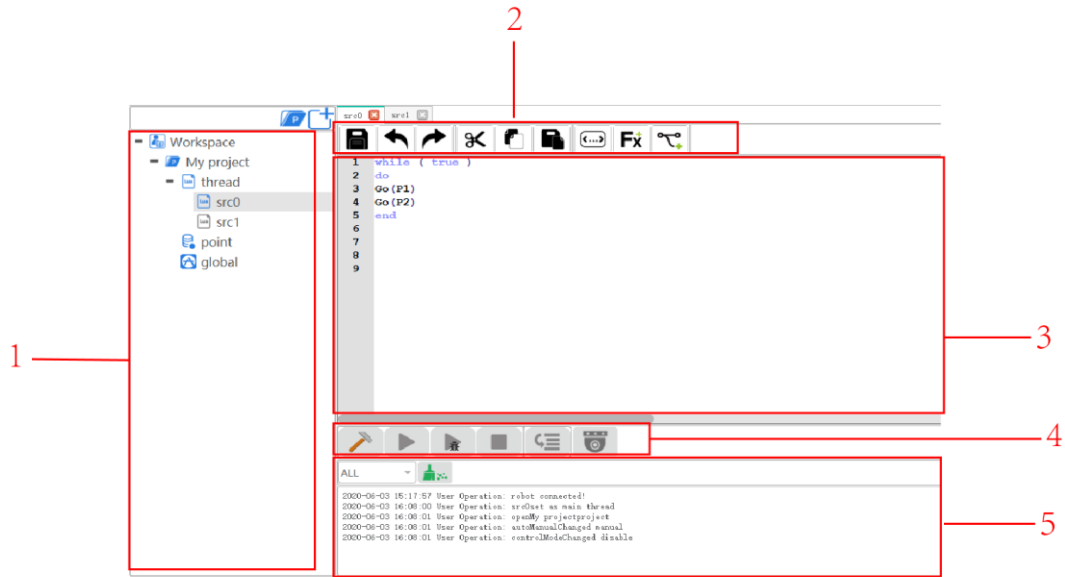 2
src0
src1
Workspace
My project
thread
src0
src1
point
global
Fx
1 while ( true )
2 do
3 Go(P1)
4 Go(P2)
5 end
6
7
8
9
1
3
4
ALL
2020-06-03 15:17:57 User Operation: robot connected!
2020-06-03 16:08:00 User Operation: src0set as main thread
2020-06-03 16:08:01 User Operation: openMy projectproject
2020-06-03 16:08:01 User Operation: autoManualChanged manual
2020-06-03 16:08:01 User Operation: controlModeChanged disable
5